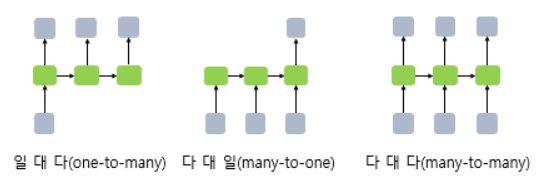 일 대 다(one-to-many)
다 대 일(many-to-one)
다 대 다(many-to-many)